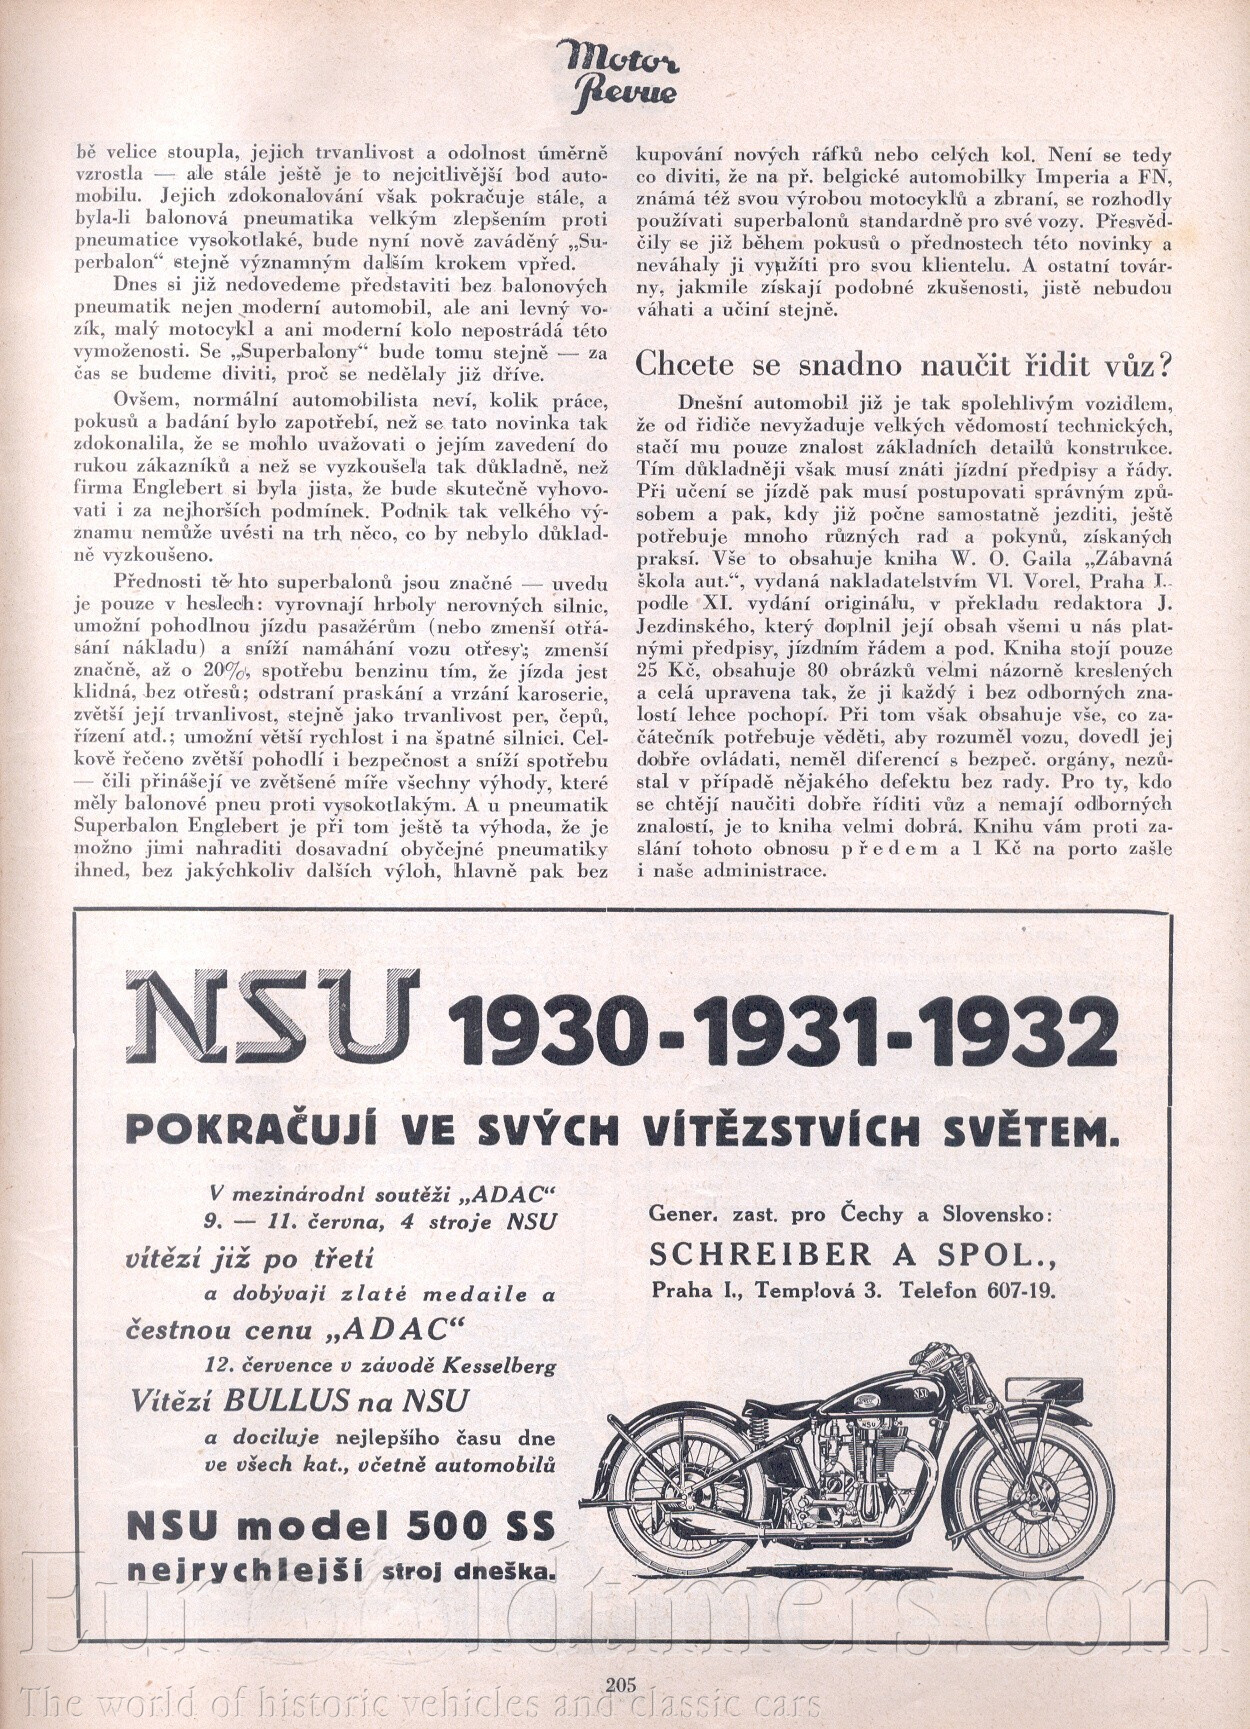 Motor
Revue
bě velice stoupla, jejich trvanlivost a odolnost úměrně
vzrostla — ale stále ještě je to nejcitlivější bod auto-
mobilu. Jejich zdokonalování však pokračuje stále, a
byla-li balonová pneumatika velkým zlepšením proti
pneumatice vysokotlaké, bude nyní nově zaváděný „Su-
perbalon“ stejně významným dalším krokem vpřed.
Dnes si již nedovedeme představiti bez balonových
pneumatik nejen moderní automobil, ale ani levný vo-
zík, malý motocykl a ani moderní kolo nepostrádá této
vymoženosti. Se „Superbalony“ bude tomu stejně — za
čas se budeme diviti, proč se nedělaly již dříve.
Ovšem, normální automobilista neví, kolik práce,
pokusů a badání bylo zapotřebí, než se tato novinka tak
zdokonalila, že se mohlo uvažovati o jejím zavedení do
rukou zákazníků a než se vyzkoušela tak důkladně, než
firma Englebert si byla jista, že bude skutečně vyhovo-
vati i za nejhorších podmínek. Podnik tak velkého vý-
znamu nemůže uvésti na trh něco, co by nebylo důklad-
ně vyzkoušeno.
Přednosti těchto superbalonů jsou značné — uvedu
je pouze v heslech: vyrovnají hrboly nerovných silnic,
umožní pohodlnou jízdu pasažérům (nebo zmenší otřá-
sání nákladu) a sníží namáhání vozu otřesy; zmenší
značně, až o 20%, spotřebu benzinu tím, že jízda jest
klidná, bez otřesů; odstraní praskání a vrzání karoserie,
zvětší její trvanlivost, stejně jako trvanlivost per, čepů,
řízení atd.; umožní větší rychlost i na špatné silnici. Cel-
kově řečeno zvětší pohodlí i bezpečnost a sníží spotřebu
— čili přinášejí ve zvětšené míře všechny výhody, které
měly balonové pneu proti vysokotlakým. A u pneumatik
Superbalon Englebert je při tom ještě ta výhoda, že je
možno jimi nahraditi dosavadní obyčejné pneumatiky
ihned, bez jakýchkoliv dalších výloh, hlavně pak bez
kupování nových ráfků nebo celých kol. Není se tedy
co diviti, že na př. belgické automobilky Imperia a FN,
známá též svou výrobou motocyklů a zbraní, se rozhodly
používati superbalonů standardně pro své vozy. Přesvěd-
čily se již během pokusů o přednostech této novinky a
neváhaly ji využíti pro svou klientelu. A ostatní továr-
ny, jakmile získají podobné zkušenosti, jistě nebudou
váhati a učiní stejně.
Chcete se snadno naučit řidit vůz?
Dnešní automobil již je tak spolehlivým vozidlem,
že od řidiče nevyžaduje velkých vědomostí technických,
stačí mu pouze znalost základních detailů konstrukce.
Tím důkladněji však musí znáti jízdní předpisy a řády.
Při učení se jízdě pak musí postupovati správným způ-
sobem a pak, kdy již počne samostatně jezditi, ještě
potřebuje mnoho různých rad a pokynů, získaných
praksí. Vše to obsahuje kniha W. O. Gaila „Zábavná
škola aut.“, vydaná nakladatelstvím Vl. Vorel, Praha I.
podle XI. vydání originálu, v překladu redaktora J.
Jezdinského, který doplnil její obsah všemi u nás plat-
nými předpisy, jízdním řádem a pod. Kniha stojí pouze
25 Kč, obsahuje 80 obrázků velmi názorně kreslených
a celá upravena tak, že ji každý i bez odborných zna-
lostí lehce pochopí. Při tom však obsahuje vše, co za-
čátečník potřebuje věděti, aby rozuměl vozu, dovedl jej
dobře ovládati, neměl diferencí s bezpeč. orgány, nezů-
stal v případě nějakého defektu bez rady. Pro ty, kdo
se chtějí naučiti dobře říditi vůz a nemají odborných
znalostí, je to kniha velmi dobrá. Knihu vám proti za-
slání tohoto obnosu předem a 1 Kč na porto zašle
i naše administrace.
NSU 1930-1931-1932
POKRAČUJÍ VE SVÝCH VÍTĚZSTVÍCH SVĚTEM.
V mezinárodní soutěži „ADAC“
9. — 11. června, 4 stroje NSU
vítězí již po třetí
a dobývají zlaté medaile a
čestnou cenu „ADAC“
12. července v závodě Kesselberg
Vítězí BULLUS na NSU
a dociluje nejlepšího času dne
ve všech kat., včetně automobilů
NSU model 500 SS
nejrychlejší stroj dneška.
Gener. zast. pro Čechy a Slovensko:
SCHREIBER A SPOL.,
Praha I., Templová 3. Telefon 607-19.
NSU
NSU
205
EuroOldtimers.com
The world of historic vehicles and classic cars